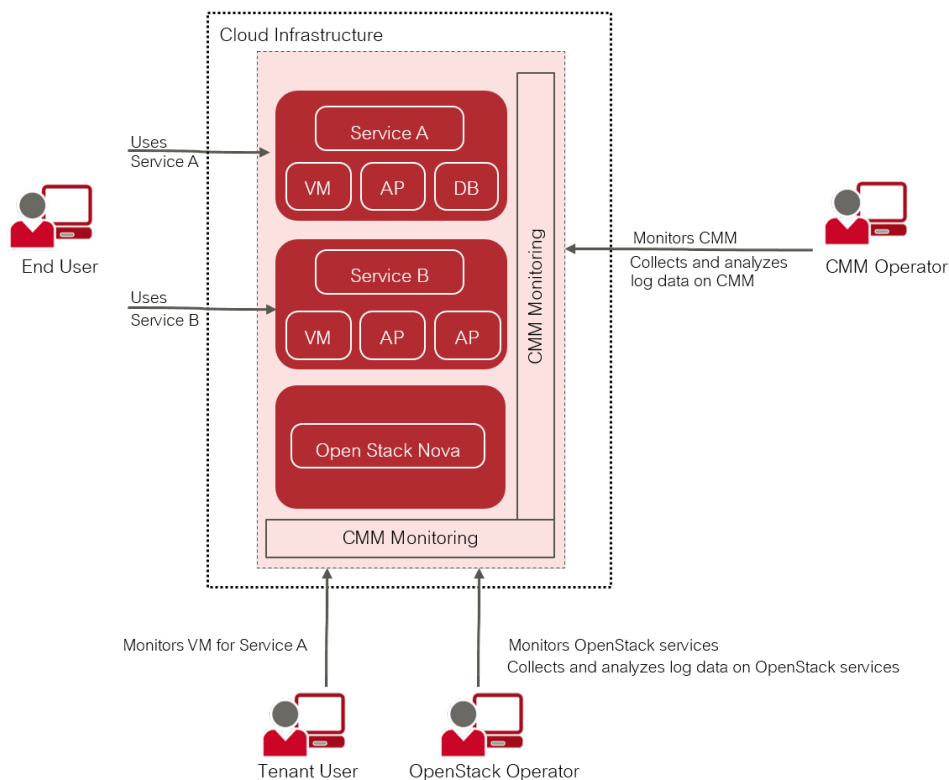 Cloud Infrastructure
Uses
Service A
Service A
VM
AP
DB
End User
Uses
Service B
Service B
VM
AP
AP
Open Stack Nova
CMM Monitoring
CMM Monitoring
Monitors CMM
Collects and analyzes
log data on CMM
CMM Operator
Monitors VM for Service A
Monitors OpenStack services
Collects and analyzes log data on OpenStack services
Tenant User
OpenStack Operator